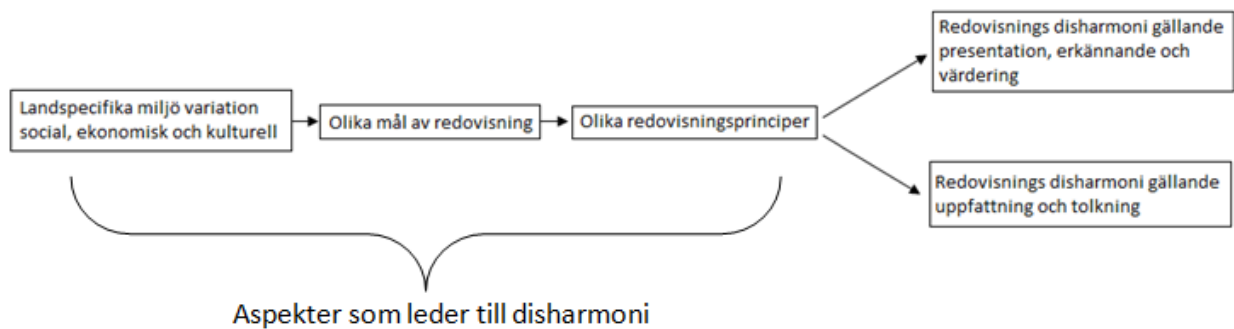 Landspecifika miljö variation
social, ekonomisk och kulturell
Olika mål av redovisning
Olika redovisningsprinciper
Redovisnings disharmoni gällande
presentation, erkännande och
värdering
Redovisnings disharmoni gällande
uppfattning och tolkning
Aspekter som leder till disharmoni